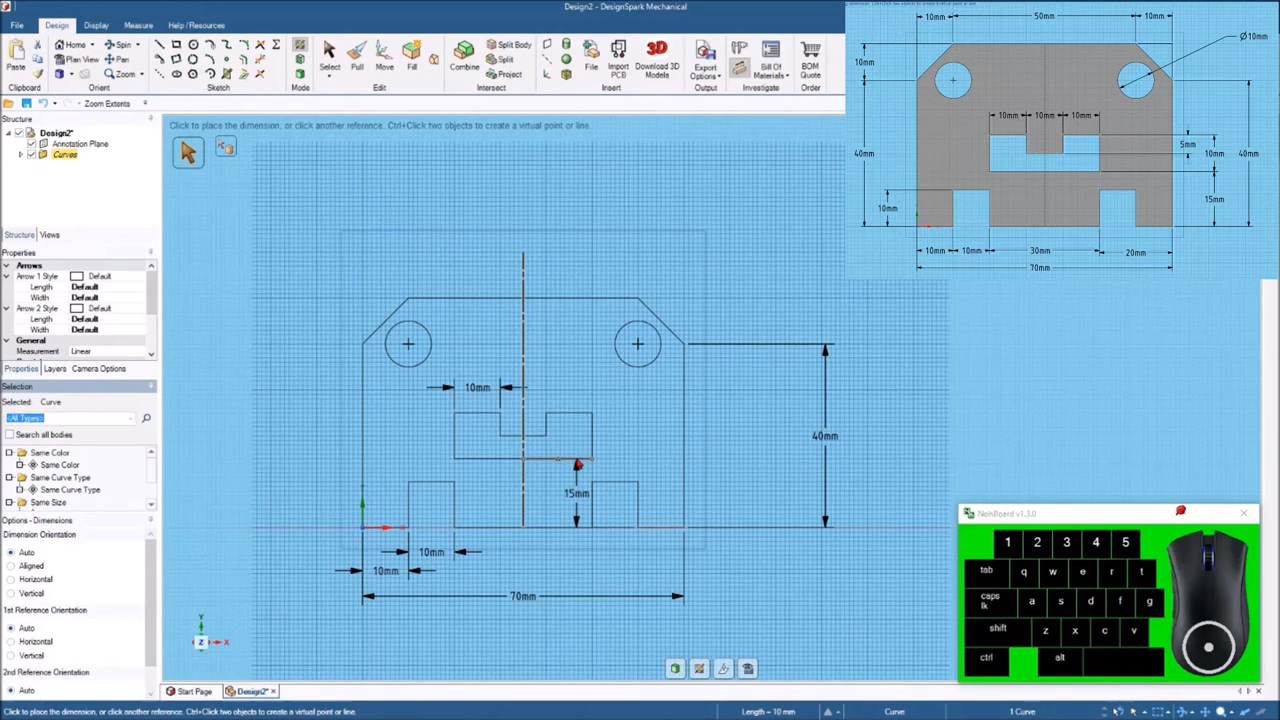 Design2* - DesignSpark Mechanical
File Design Display Measure Help / Resources
Paste
Clipboard
Home Spin
Plan View Pan
Zoom
Orient
Sketch
Mode
Select Pull Move Fill
Edit
Combine Split Body
Split
Project
Intersect
File Import PCB Download 3D Models
Insert
Export Options
Output
Bill Of Materials
Investigate
BOM Quote
Order
Zoom Extents
Structure
Design2*
Annotation Plane
Curves
Structure Views
Properties
Arrows
Arrow 1 Style Default
Length Default
Width Default
Arrow 2 Style Default
Length Default
Width Default
General
Measurement Linear
Properties Layers Camera Options
Selection
Selected: Curve
<All Types>
Search all bodies
Same Color
Same Color
Same Curve Type
Same Curve Type
Same Size
Options - Dimensions
Dimension Orientation
Auto
Aligned
Horizontal
Vertical
1st Reference Orientation
Auto
Horizontal
Vertical
2nd Reference Orientation
Auto
Click to place the dimension, or click another reference. Ctrl+Click two objects to create a virtual point or line.
10mm
40mm
15mm
10mm
10mm
70mm
Y
Z X
10mm 50mm 10mm
Ø10mm
10mm
10mm 10mm 10mm
5mm
40mm 10mm 40mm
10mm 15mm
10mm 10mm 30mm 20mm
70mm
NohBoard v1.3.0
1 2 3 4 5
tab q w e r t
caps lk a s d f g
shift z x c v
ctrl alt
Start Page Design2*
Click to place the dimension, or click another reference. Ctrl+Click two objects to create a virtual point or line.
Length = 10 mm Curve 1 Curve